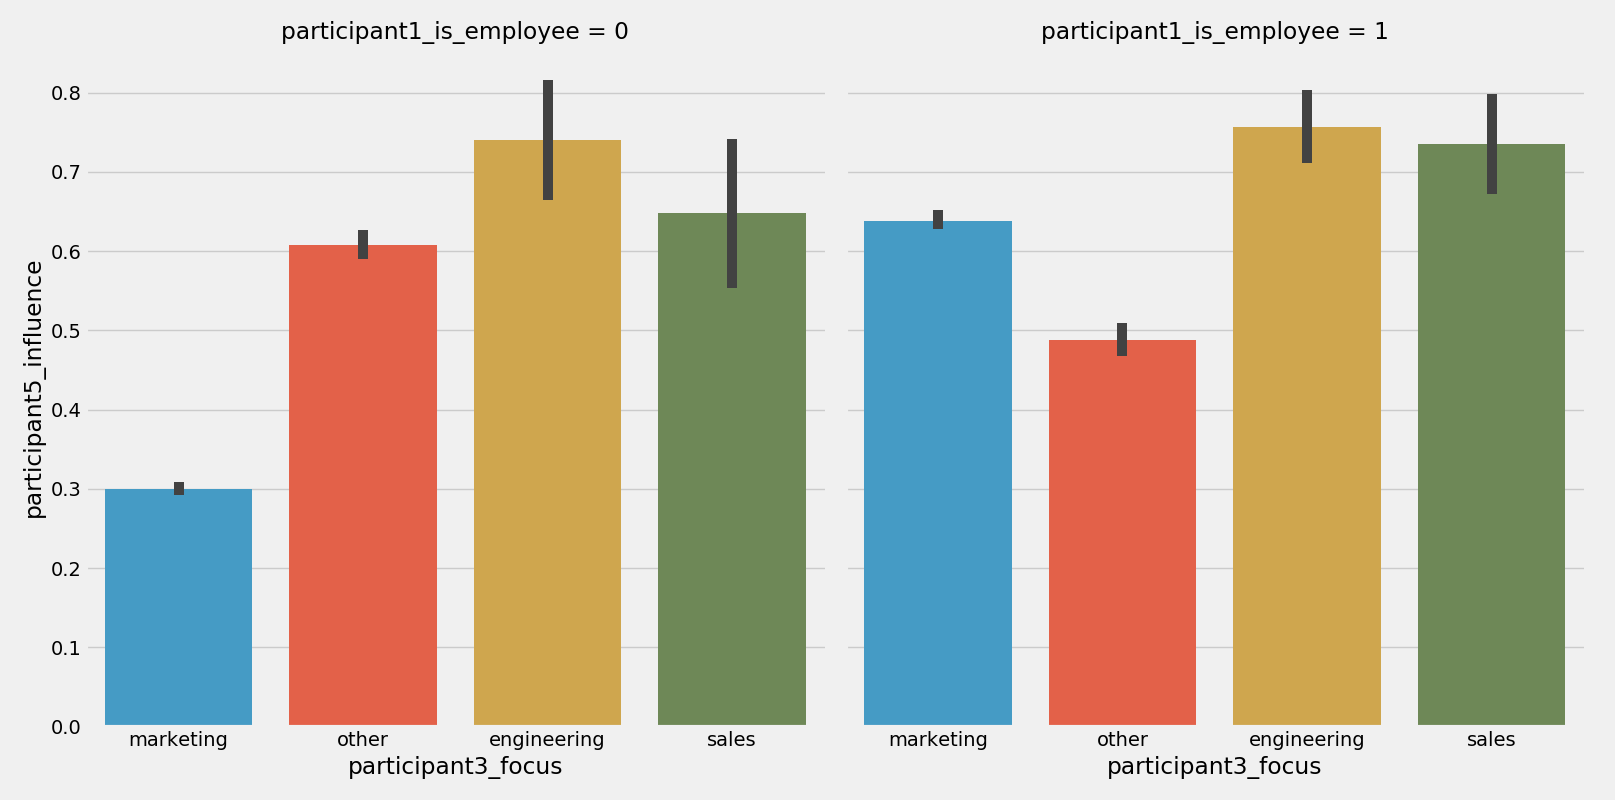 participant1_is_employee = 0
participant1_is_employee = 1
participant5_influence
0.8
0.7
0.6
0.5
0.4
0.3
0.2
0.1
0.0
marketing other engineering sales
participant3_focus
marketing other engineering sales
participant3_focus